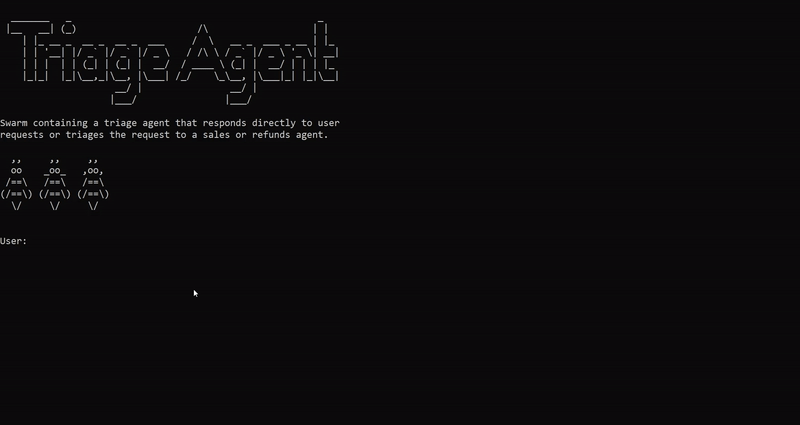 Triage Agent
Swarm containing a triage agent that responds directly to user
requests or triages the request to a sales or refunds agent.
User: